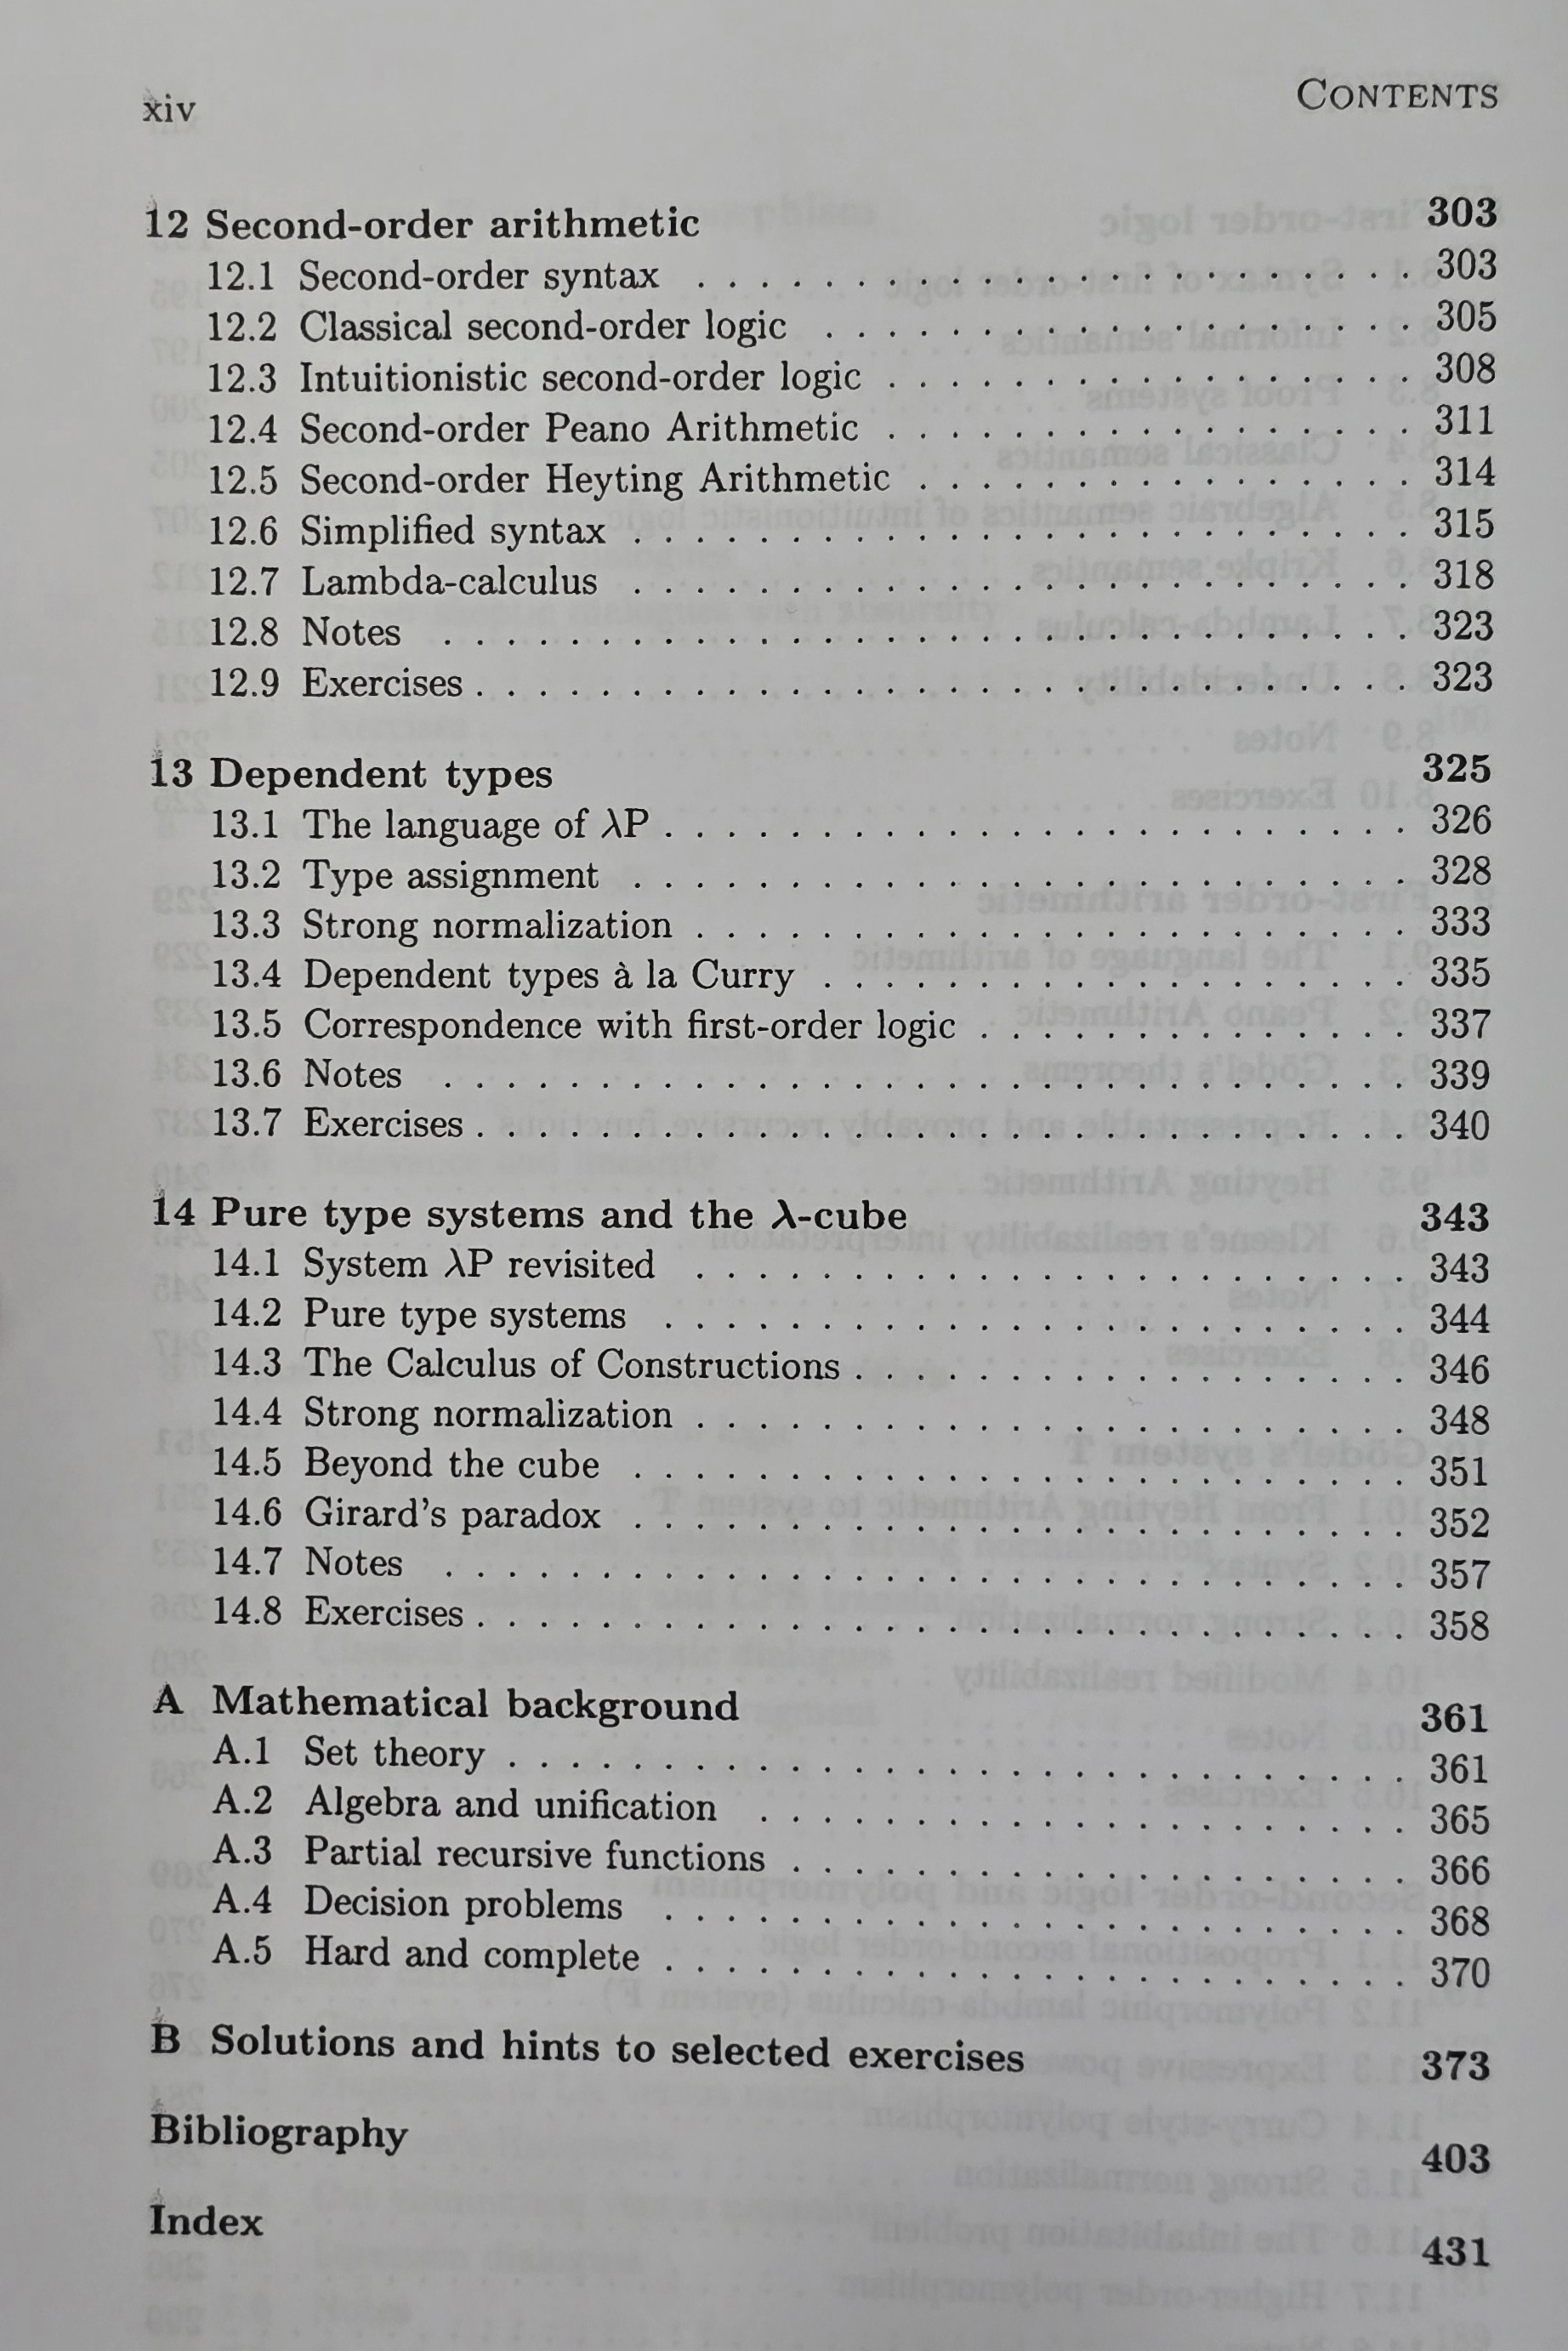 xiv CONTENTS
12 Second-order arithmetic 303
12.1 Second-order syntax . . . . . . . . . . . . . . . . . . . . . . . 303
12.2 Classical second-order logic . . . . . . . . . . . . . . . . . . . 305
12.3 Intuitionistic second-order logic . . . . . . . . . . . . . . . . . 308
12.4 Second-order Peano Arithmetic . . . . . . . . . . . . . . . . . 311
12.5 Second-order Heyting Arithmetic . . . . . . . . . . . . . . . . 314
12.6 Simplified syntax . . . . . . . . . . . . . . . . . . . . . . . . . 315
12.7 Lambda-calculus . . . . . . . . . . . . . . . . . . . . . . . . . 318
12.8 Notes . . . . . . . . . . . . . . . . . . . . . . . . . . . . . . . 323
12.9 Exercises . . . . . . . . . . . . . . . . . . . . . . . . . . . . . . 323
13 Dependent types 325
13.1 The language of λP . . . . . . . . . . . . . . . . . . . . . . . . 326
13.2 Type assignment . . . . . . . . . . . . . . . . . . . . . . . . . 328
13.3 Strong normalization . . . . . . . . . . . . . . . . . . . . . . . 333
13.4 Dependent types à la Curry . . . . . . . . . . . . . . . . . . . 335
13.5 Correspondence with first-order logic . . . . . . . . . . . . . . 337
13.6 Notes . . . . . . . . . . . . . . . . . . . . . . . . . . . . . . . 339
13.7 Exercises . . . . . . . . . . . . . . . . . . . . . . . . . . . . . . 340
14 Pure type systems and the λ-cube 343
14.1 System λP revisited . . . . . . . . . . . . . . . . . . . . . . . 343
14.2 Pure type systems . . . . . . . . . . . . . . . . . . . . . . . . 344
14.3 The Calculus of Constructions . . . . . . . . . . . . . . . . . . 346
14.4 Strong normalization . . . . . . . . . . . . . . . . . . . . . . . 348
14.5 Beyond the cube . . . . . . . . . . . . . . . . . . . . . . . . . 351
14.6 Girard's paradox . . . . . . . . . . . . . . . . . . . . . . . . . 352
14.7 Notes . . . . . . . . . . . . . . . . . . . . . . . . . . . . . . . 357
14.8 Exercises . . . . . . . . . . . . . . . . . . . . . . . . . . . . . . 358
A Mathematical background 361
A.1 Set theory . . . . . . . . . . . . . . . . . . . . . . . . . . . . . 361
A.2 Algebra and unification . . . . . . . . . . . . . . . . . . . . . 365
A.3 Partial recursive functions . . . . . . . . . . . . . . . . . . . . 366
A.4 Decision problems . . . . . . . . . . . . . . . . . . . . . . . . 368
A.5 Hard and complete . . . . . . . . . . . . . . . . . . . . . . . . 370
B Solutions and hints to selected exercises 373
Bibliography 403
Index 431